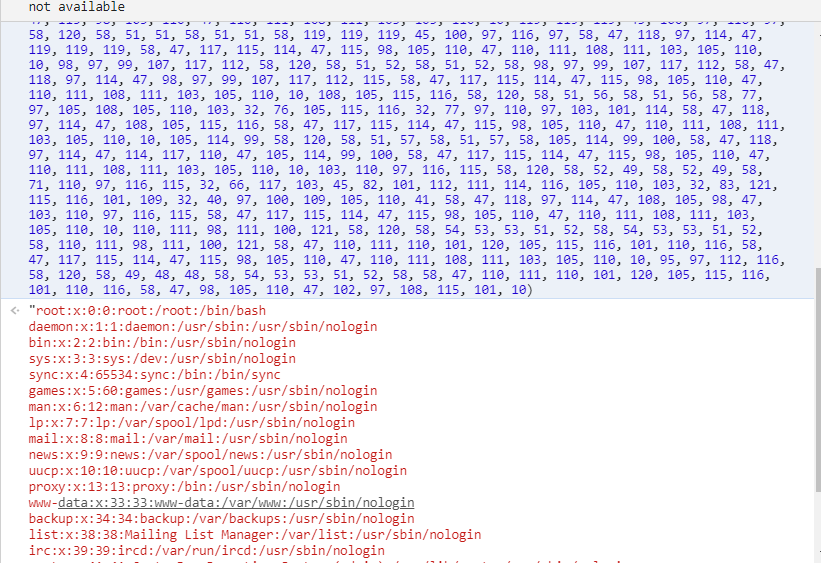 not available
58, 120, 58, 51, 51, 58, 51, 51, 58, 119, 119, 119, 45, 100, 97, 116, 97, 58, 47, 118, 97, 114, 47,
119, 119, 119, 58, 47, 117, 115, 114, 47, 115, 98, 105, 110, 47, 110, 111, 108, 111, 103, 105, 110,
10, 98, 97, 99, 107, 117, 112, 58, 120, 58, 51, 52, 58, 51, 52, 58, 98, 97, 99, 107, 117, 112, 58, 47,
118, 97, 114, 47, 98, 97, 99, 107, 117, 112, 115, 58, 47, 117, 115, 114, 47, 115, 98, 105, 110, 47,
110, 111, 108, 111, 103, 105, 110, 10, 108, 105, 115, 116, 58, 120, 58, 51, 56, 58, 51, 56, 58, 77,
97, 105, 108, 105, 110, 103, 32, 76, 105, 115, 116, 32, 77, 97, 110, 97, 103, 101, 114, 58, 47, 118,
97, 114, 47, 108, 105, 115, 116, 58, 47, 117, 115, 114, 47, 115, 98, 105, 110, 47, 110, 111, 108, 111,
103, 105, 110, 10, 105, 114, 99, 58, 120, 58, 51, 57, 58, 51, 57, 58, 105, 114, 99, 100, 58, 47, 118,
97, 114, 47, 114, 117, 110, 47, 105, 114, 99, 100, 58, 47, 117, 115, 114, 47, 115, 98, 105, 110, 47,
110, 111, 108, 111, 103, 105, 110, 10, 103, 110, 97, 116, 115, 58, 120, 58, 52, 49, 58, 52, 49, 58,
71, 110, 97, 116, 115, 32, 66, 117, 103, 45, 82, 101, 112, 111, 114, 116, 105, 110, 103, 32, 83, 121,
115, 116, 101, 109, 32, 40, 97, 100, 109, 105, 110, 41, 58, 47, 118, 97, 114, 47, 108, 105, 98, 47,
103, 110, 97, 116, 115, 58, 47, 117, 115, 114, 47, 115, 98, 105, 110, 47, 110, 111, 108, 111, 103,
105, 110, 10, 110, 111, 98, 111, 100, 121, 58, 120, 58, 54, 53, 53, 51, 52, 58, 54, 53, 53, 51, 52,
58, 110, 111, 98, 111, 100, 121, 58, 47, 110, 111, 110, 101, 120, 105, 115, 116, 101, 110, 116, 58,
47, 117, 115, 114, 47, 115, 98, 105, 110, 47, 110, 111, 108, 111, 103, 105, 110, 10, 95, 97, 112, 116,
58, 120, 58, 49, 48, 48, 58, 54, 53, 53, 51, 52, 58, 58, 47, 110, 111, 110, 101, 120, 105, 115, 116,
101, 110, 116, 58, 47, 98, 105, 110, 47, 102, 97, 108, 115, 101, 10)
"root:x:0:0:root:/root:/bin/bash
daemon:x:1:1:daemon:/usr/sbin:/usr/sbin/nologin
bin:x:2:2:bin:/bin:/usr/sbin/nologin
sys:x:3:3:sys:/dev:/usr/sbin/nologin
sync:x:4:65534:sync:/bin:/bin/sync
games:x:5:60:games:/usr/games:/usr/sbin/nologin
man:x:6:12:man:/var/cache/man:/usr/sbin/nologin
lp:x:7:7:lp:/var/spool/lpd:/usr/sbin/nologin
mail:x:8:8:mail:/var/mail:/usr/sbin/nologin
news:x:9:9:news:/var/spool/news:/usr/sbin/nologin
uucp:x:10:10:uucp:/var/spool/uucp:/usr/sbin/nologin
proxy:x:13:13:proxy:/bin:/usr/sbin/nologin
www-data:x:33:33:www-data:/var/www:/usr/sbin/nologin
backup:x:34:34:backup:/var/backups:/usr/sbin/nologin
list:x:38:38:Mailing List Manager:/var/list:/usr/sbin/nologin
irc:x:39:39:ircd:/var/run/ircd:/usr/sbin/nologin